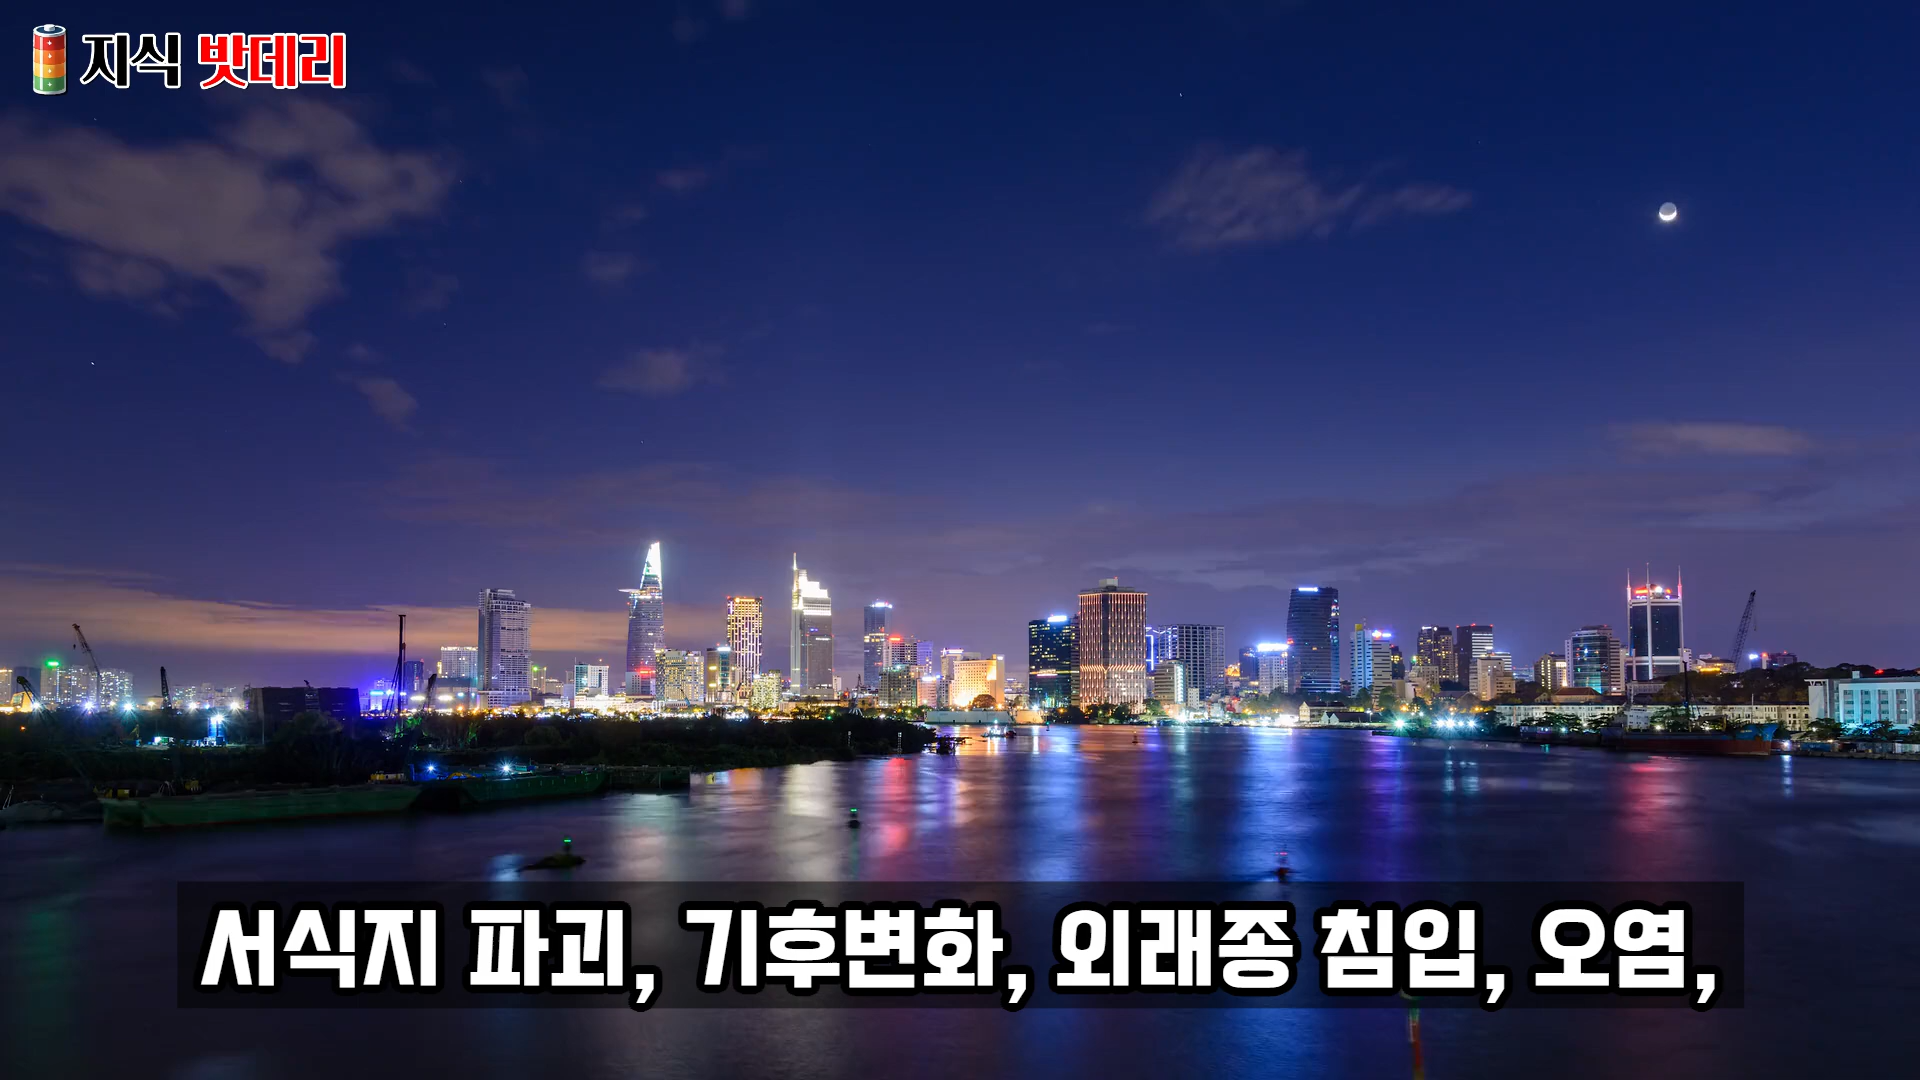 지식 밧데리
서식지 파괴, 기후변화, 외래종 침입, 오염,